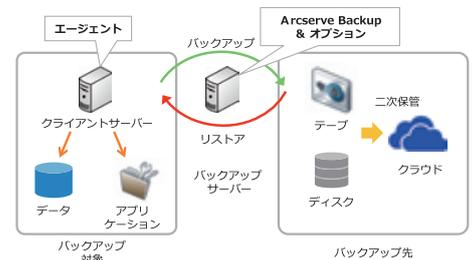 エージェント
Arcserve Backup
& オプション
バックアップ
クライアントサーバー
リストア
テープ
二次保管
クラウド
バックアップ
サーバー
ディスク
データ
アプリ
ケーション
バックアップ
対象
バックアップ先